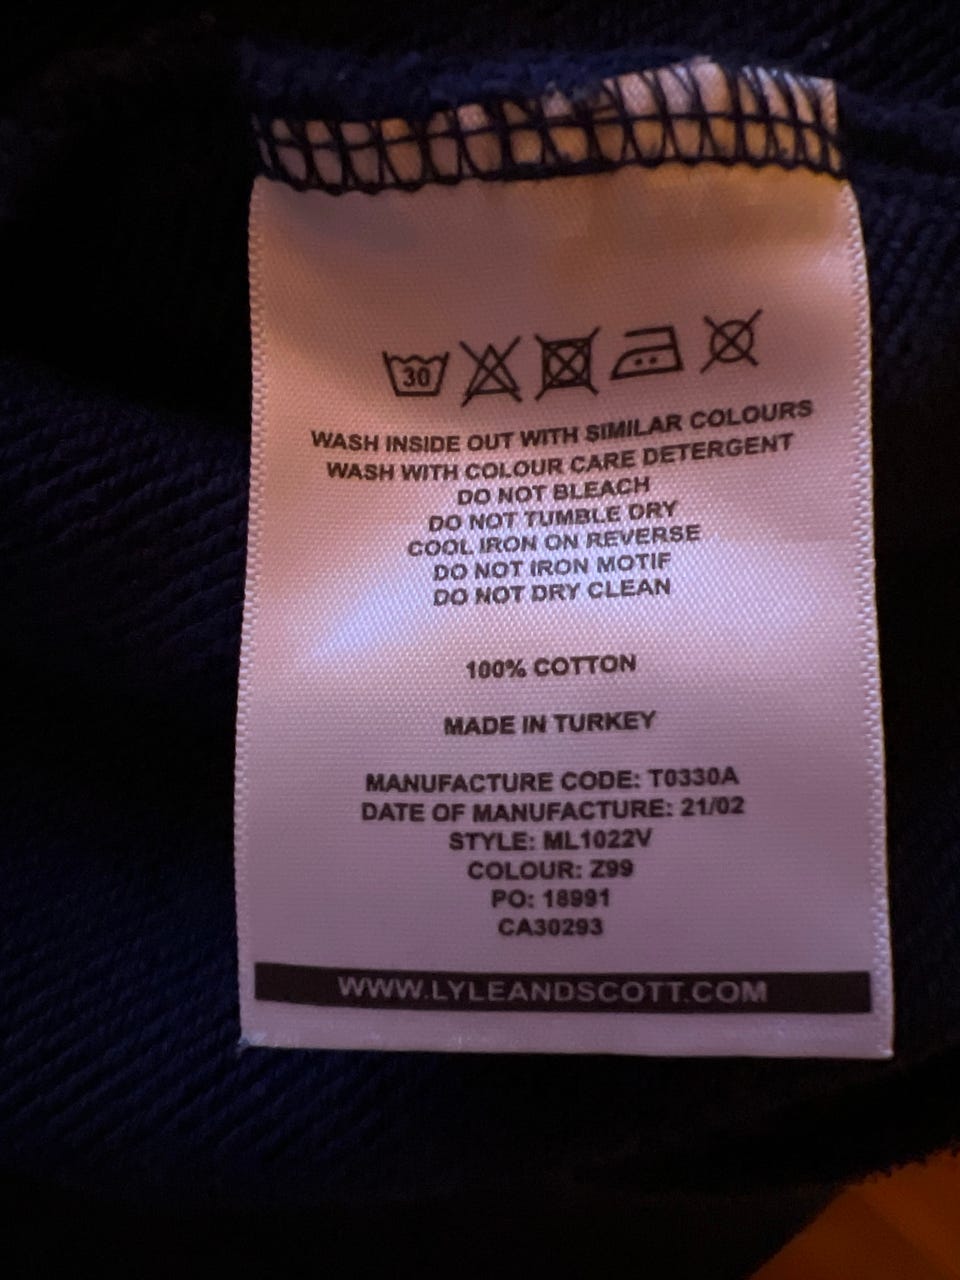 30
WASH INSIDE OUT WITH SIMILAR COLOURS
WASH WITH COLOUR CARE DETERGENT
DO NOT BLEACH
DO NOT TUMBLE DRY
COOL IRON ON REVERSE
DO NOT IRON MOTIF
DO NOT DRY CLEAN
100% COTTON
MADE IN TURKEY
MANUFACTURE CODE: T0330A
DATE OF MANUFACTURE: 21/02
STYLE: ML1022V
COLOUR: Z99
PO: 18991
CA30293
WWW.LYLEANDSCOTT.COM